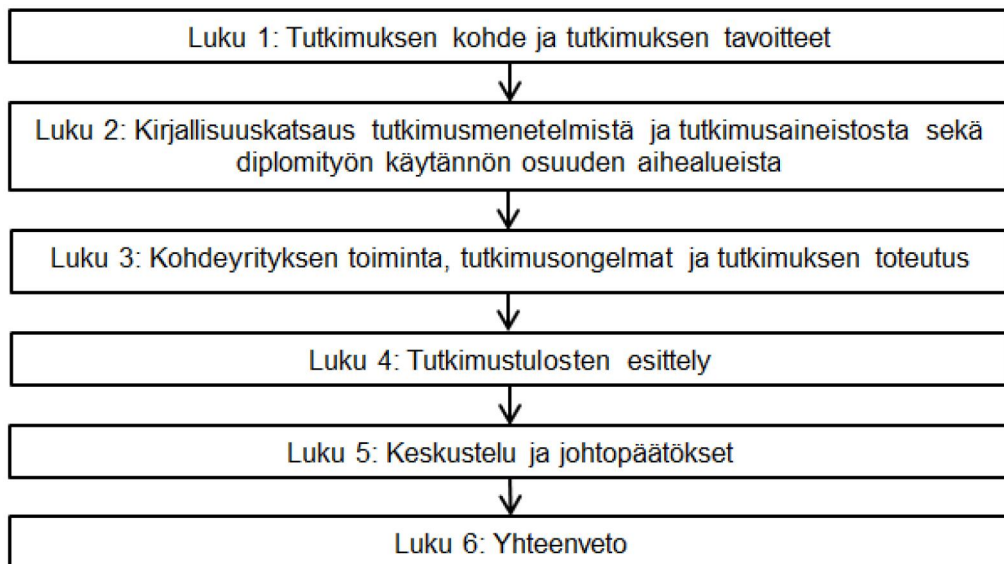 Luku 1: Tutkimuksen kohde ja tutkimuksen tavoitteet
Luku 2: Kirjallisuuskatsaus tutkimusmenetelmistä ja tutkimusaineistosta sekä
diplomityön käytännön osuuden aihealueista
Luku 3: Kohdeyrityksen toiminta, tutkimusongelmat ja tutkimuksen toteutus
Luku 4: Tutkimustulosten esittely
Luku 5: Keskustelu ja johtopäätökset
Luku 6: Yhteenveto